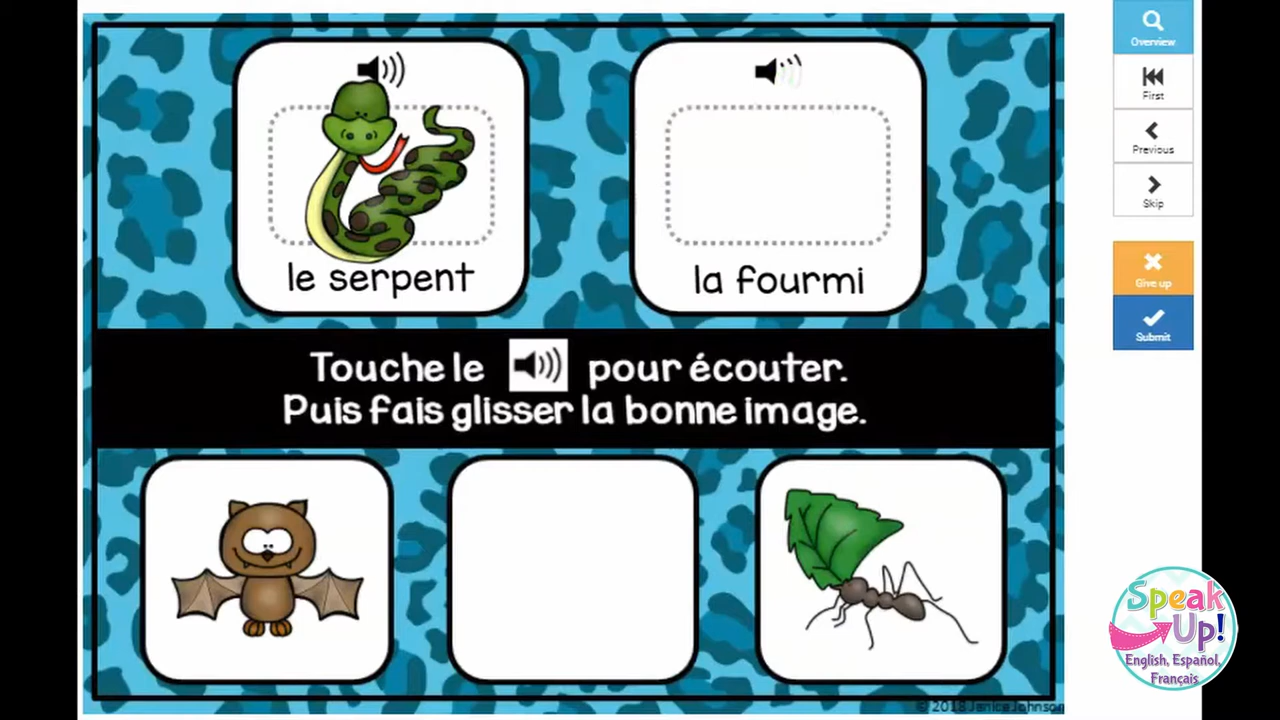 le serpent
la fourmi
Touche le pour écouter.
Puis fais glisser la bonne image.
Overview
First
Previous
Skip
Give up
Submit
Speak
Up!
English, Español,
Français
© 2018 Janice Johnson